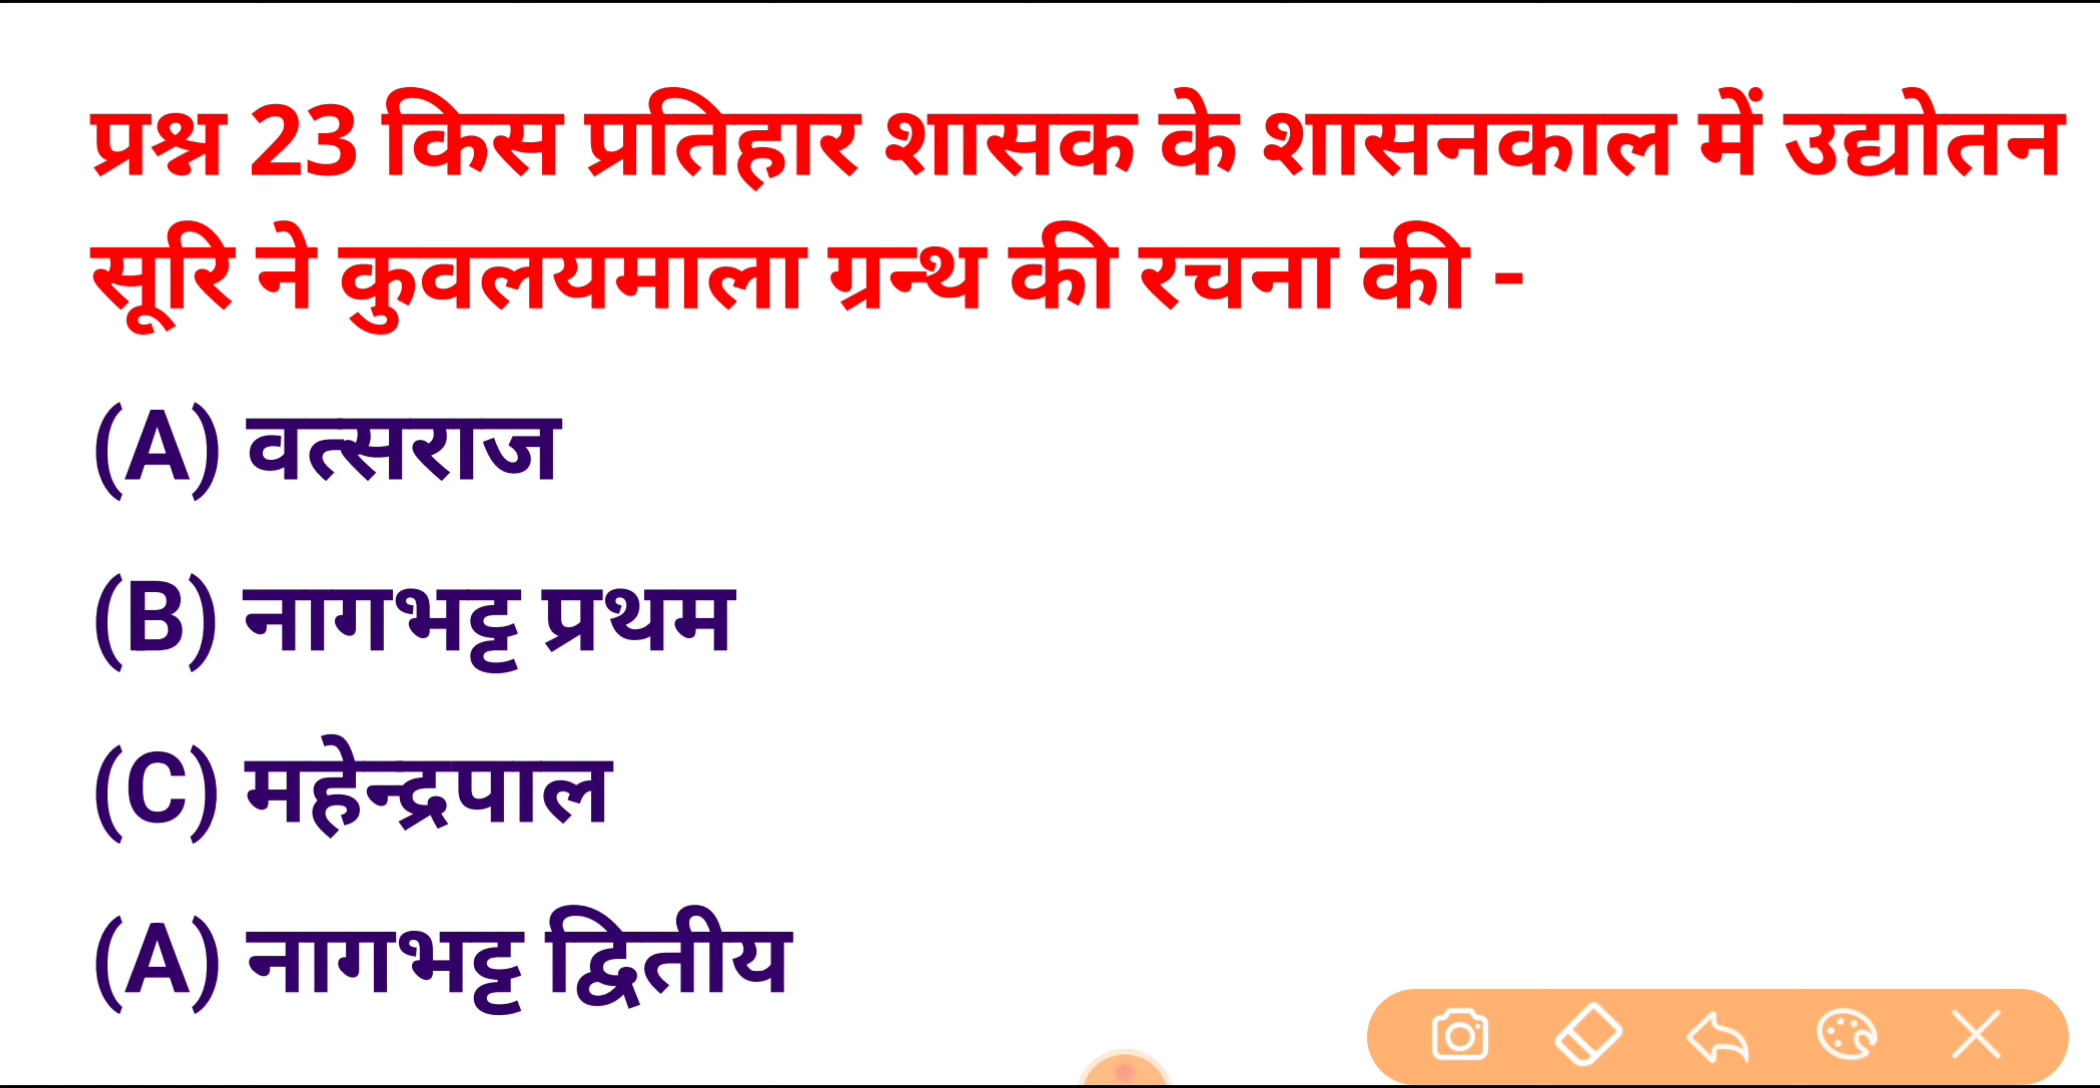 प्रश्न 23 किस प्रतिहार शासक के शासनकाल में उद्योतन
सूरि ने कुवलयमाला ग्रन्थ की रचना की -
(A) वत्सराज
(B) नागभट्ट प्रथम
(C) महेन्द्रपाल
(A) नागभट्ट द्वितीय